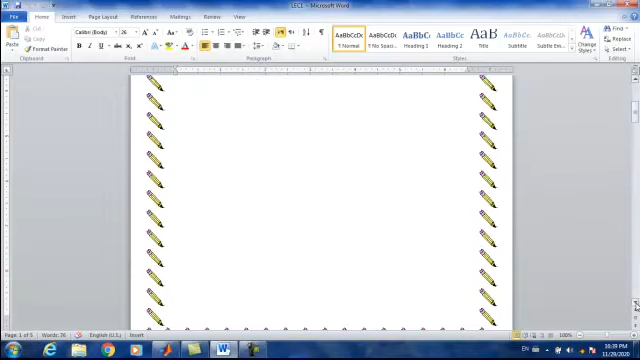 LEC1 - Microsoft Word
File Home Insert Page Layout References Mailings Review View
Paste Cut Copy Format Painter
Calibri (Body) 26
AaBbCcDc AaBbCcDc AaBbC AaBbCc AaB AaBbCc. AaBbCcDc
¶ Normal ¶ No Spaci... Heading 1 Heading 2 Title Subtitle Subtle Em...
Change Styles
Find
Replace
Select
Clipboard Font Paragraph Styles Editing
Page: 1 of 5 Words: 76 English (U.S.) Insert 100%
EN 10:39 PM
11/29/2020